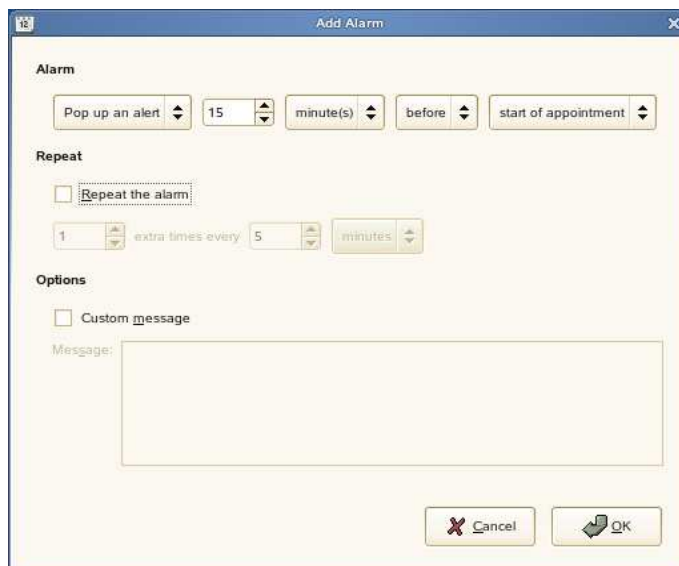 12 Add Alarm
Alarm
Pop up an alert 15 minute(s) before start of appointment
Repeat
Repeat the alarm
1 extra times every 5 minutes
Options
Custom message
Message:
Cancel OK